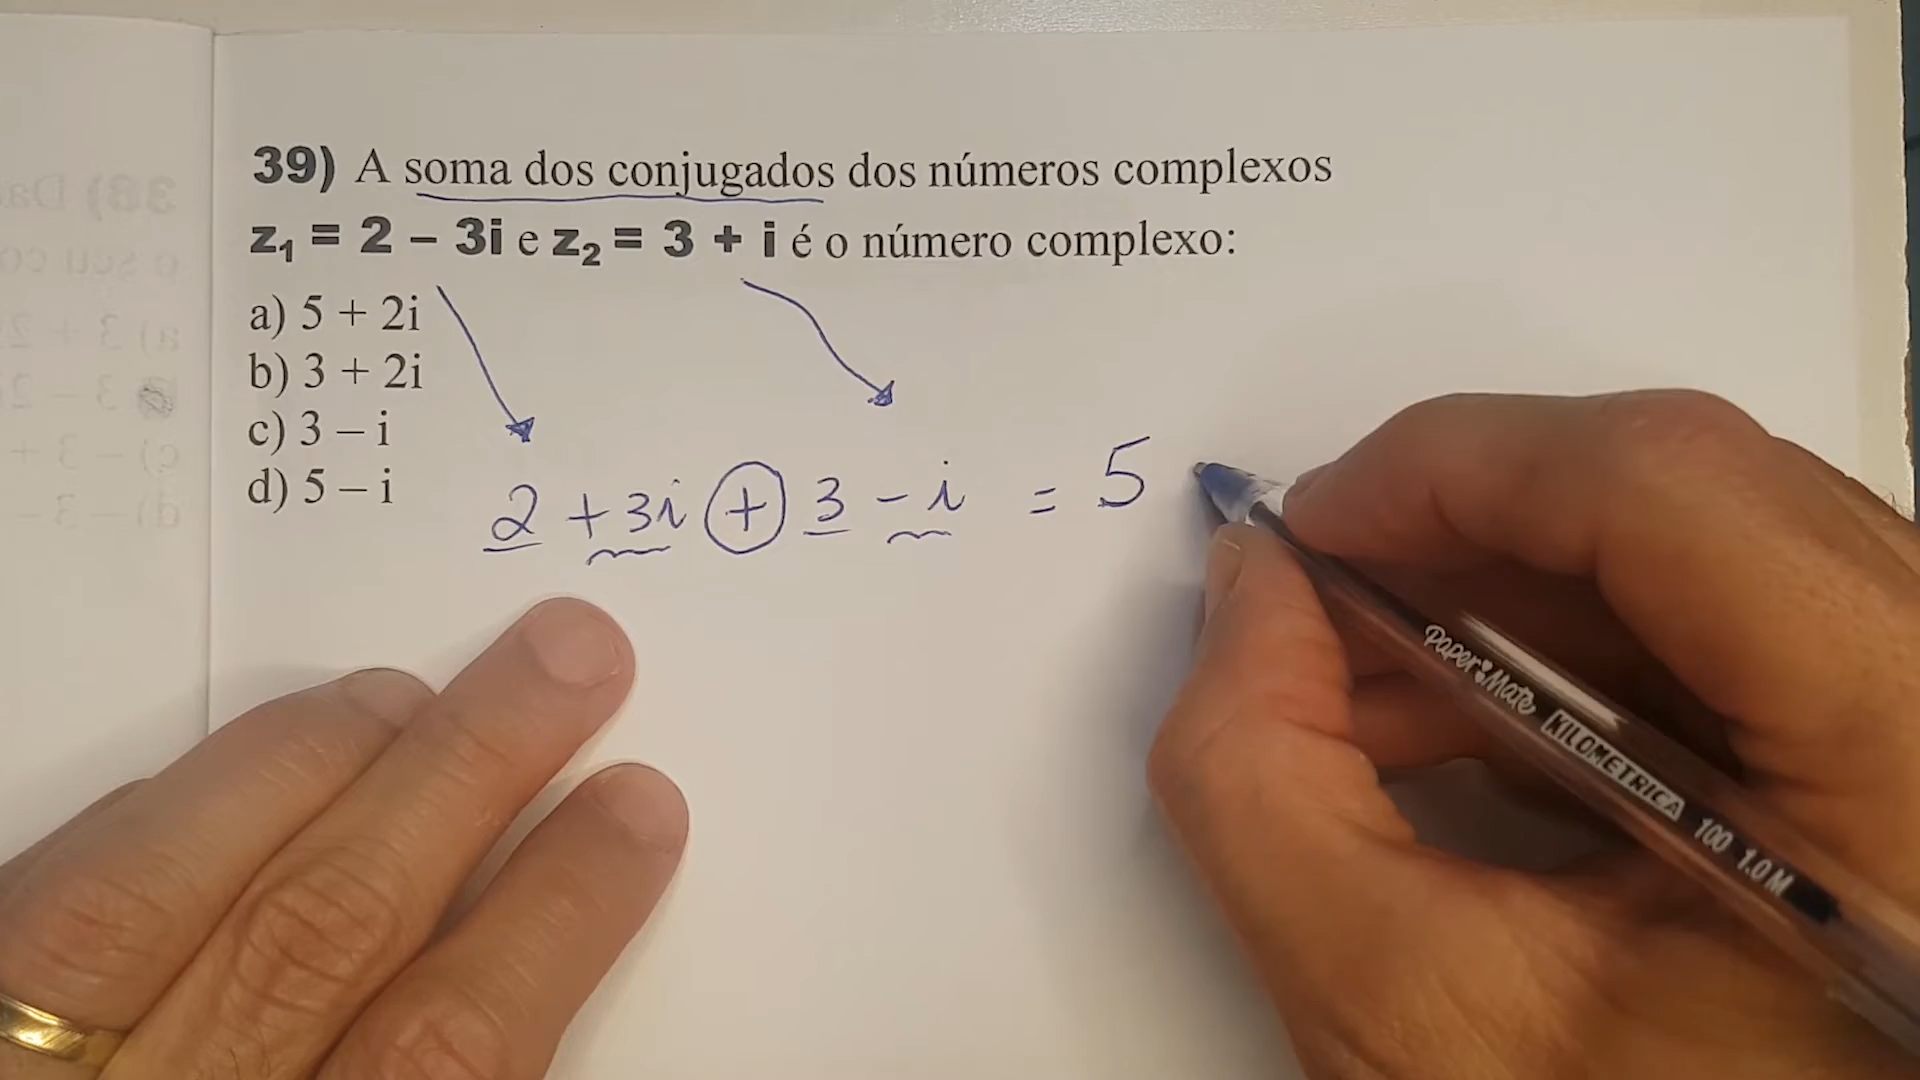 39) A soma dos conjugados dos números complexos
z₁ = 2 – 3i e z₂ = 3 + i é o número complexo:
a) 5 + 2i
b) 3 + 2i
c) 3 – i
d) 5 – i
2 + 3i + 3 - i = 5
Paper Mate KILOMETRICA 100 1.0 M